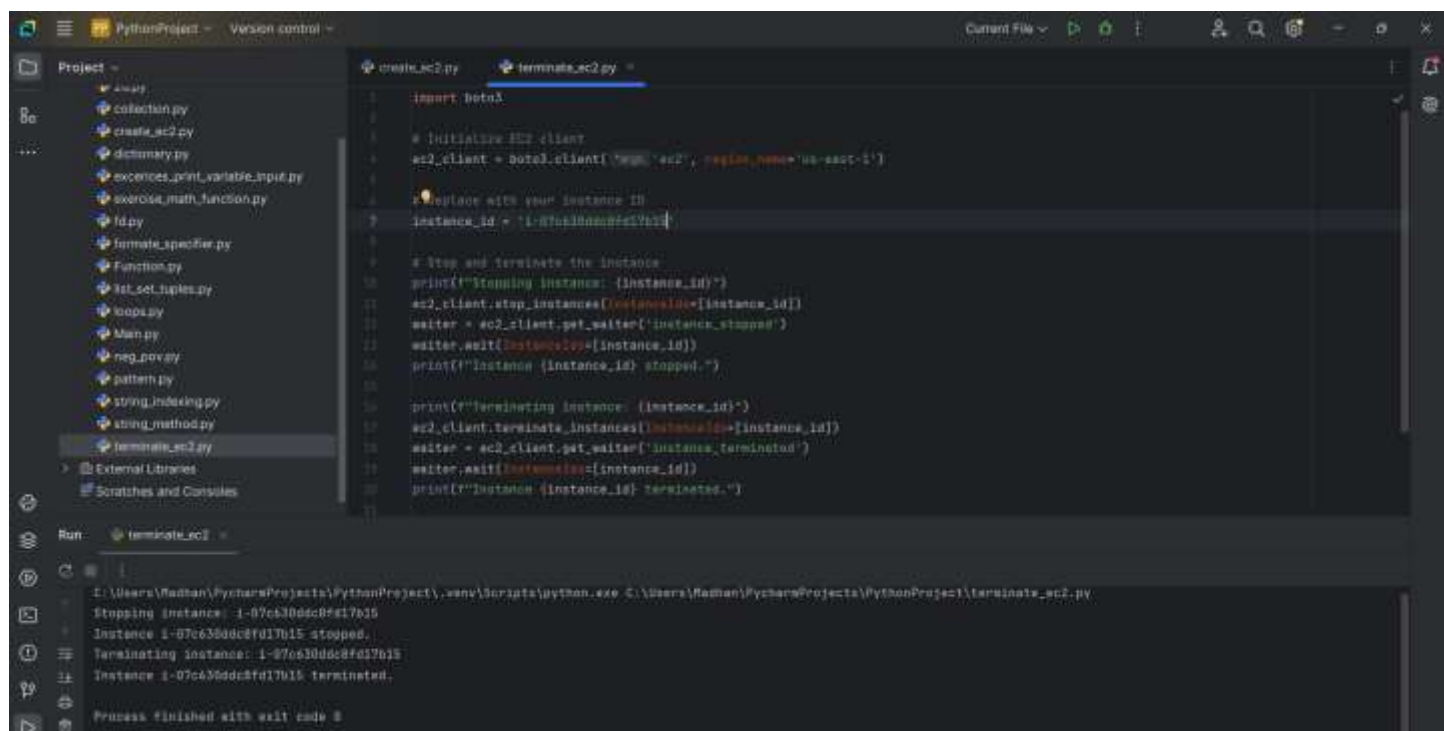 PythonProject
Version control
Current File
Project
collection.py
create_ec2.py
dictionary.py
excerices_print_variable_input.py
exercise_math_function.py
fd.py
formate_specifier.py
Function.py
list_set_tuples.py
loops.py
Main.py
neg_pov.py
pattern.py
string_indexing.py
string_method.py
terminate_ec2.py
External Libraries
Scratches and Consoles
create_ec2.py
terminate_ec2.py
import boto3
# Initialize EC2 client
ec2_client = boto3.client( 'ec2', region_name='us-east-1')
#Replace with your instance ID
instance_id = 'i-07c630ddc8fd17b15'
# Stop and terminate the instance
print(f"Stopping instance: {instance_id}")
ec2_client.stop_instances(InstanceIds=[instance_id])
waiter = ec2_client.get_waiter('instance_stopped')
waiter.wait(InstanceIds=[instance_id])
print(f"Instance {instance_id} stopped.")
print(f"Terminating instance: {instance_id}")
ec2_client.terminate_instances(InstanceIds=[instance_id])
waiter = ec2_client.get_waiter('instance_terminated')
waiter.wait(InstanceIds=[instance_id])
print(f"Instance {instance_id} terminated.")
Run
terminate_ec2
C:\Users\Madhan\PycharmProjects\PythonProject\.venv\Scripts\python.exe C:\Users\Madhan\PycharmProjects\PythonProject\terminate_ec2.py
Stopping instance: i-07c630ddc8fd17b15
Instance i-07c630ddc8fd17b15 stopped.
Terminating instance: i-07c630ddc8fd17b15
Instance i-07c630ddc8fd17b15 terminated.
Process finished with exit code 0